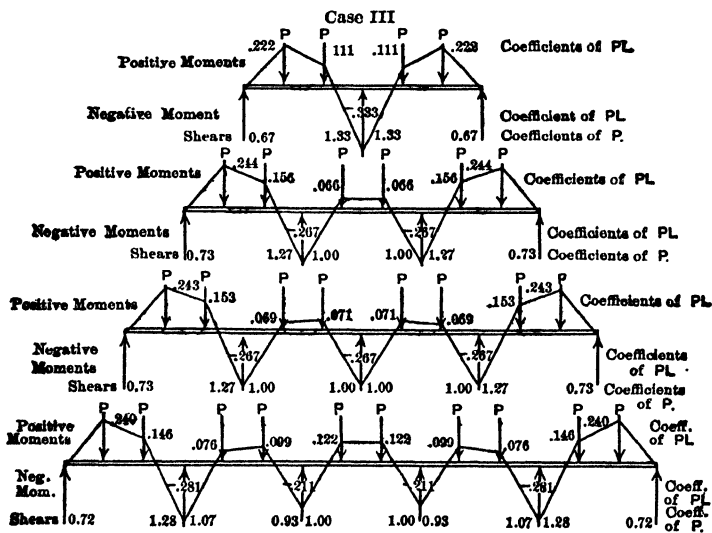 Case III
P P P P
.222 111 .111 .222 Coefficients of PL
Positive Moments
-.333
Negative Moment Coefficient of PL
Shears 0.67 1.33 1.33 0.67 Coefficients of P.
P P P P P P
.244 .156 .066 .066 .156 .244
Positive Moments Coefficients of PL
-.267 -.267
Negative Moments Coefficients of PL
Shears 0.73 1.27 1.00 1.00 1.27 0.73 Coefficients of P.
P P P P P P P P
.243 .153 .069 .071 .071 .069 .153 .243
Positive Moments Coefficients of PL
-.267 -.267 -.267
Negative Moments Coefficients of PL
Shears 0.73 1.27 1.00 1.00 1.00 1.00 1.27 0.73 Coefficients of P.
P P P P P P P P P P
.240 .146 .076 .099 .122 .122 .099 .076 .146 .240
Positive Moments Coeff. of PL
-.281 -.211 -.211 -.281
Neg. Mom. Coeff. of PL
Shears 0.72 1.28 1.07 0.93 1.00 1.00 0.93 1.07 1.28 0.72 Coeff. of P.